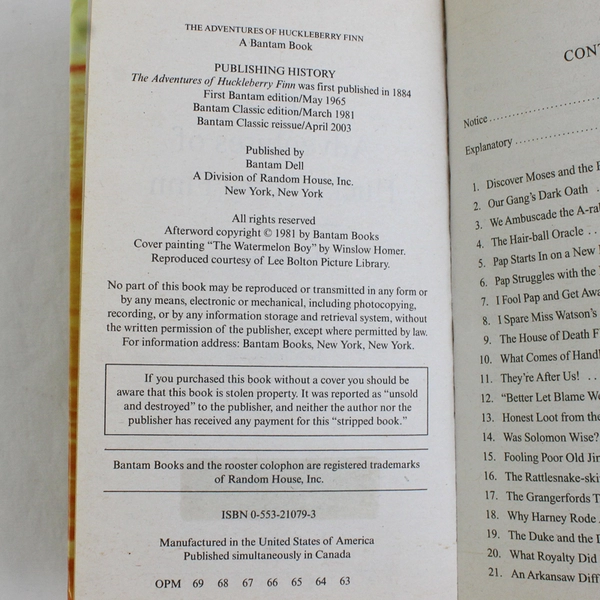 THE ADVENTURES OF HUCKLEBERRY FINN
A Bantam Book
PUBLISHING HISTORY
The Adventures of Huckleberry Finn was first published in 1884
First Bantam edition/May 1965
Bantam Classic edition/March 1981
Bantam Classic reissue/April 2003
Published by
Bantam Dell
A Division of Random House, Inc.
New York, New York
All rights reserved
Afterword copyright © 1981 by Bantam Books
Cover painting “The Watermelon Boy” by Winslow Homer.
Reproduced courtesy of Lee Bolton Picture Library.
No part of this book may be reproduced or transmitted in any form or
by any means, electronic or mechanical, including photocopying,
recording, or by any information storage and retrieval system, without
the written permission of the publisher, except where permitted by law.
For information address: Bantam Books, New York, New York.
If you purchased this book without a cover you should be
aware that this book is stolen property. It was reported as “unsold
and destroyed” to the publisher, and neither the author nor the
publisher has received any payment for this “stripped book.”
Bantam Books and the rooster colophon are registered trademarks
of Random House, Inc.
ISBN 0-553-21079-3
Manufactured in the United States of America
Published simultaneously in Canada
OPM 69 68 67 66 65 64 63
CONT
Notice
Explanatory
1. Discover Moses and the
2. Our Gang’s Dark Oath
3. We Ambuscade the A-ra
4. The Hair-ball Oracle
5. Pap Starts In on a New
6. Pap Struggles with the
7. I Fool Pap and Get Awa
8. I Spare Miss Watson’s
9. The House of Death F
10. What Comes of Handl
11. They’re After Us!
12. “Better Let Blame We
13. Honest Loot from the
14. Was Solomon Wise?
15. Fooling Poor Old Jim
16. The Rattlesnake-ski
17. The Grangerfords T
18. Why Harney Rode
19. The Duke and the D
20. What Royalty Did
21. An Arkansaw Diff